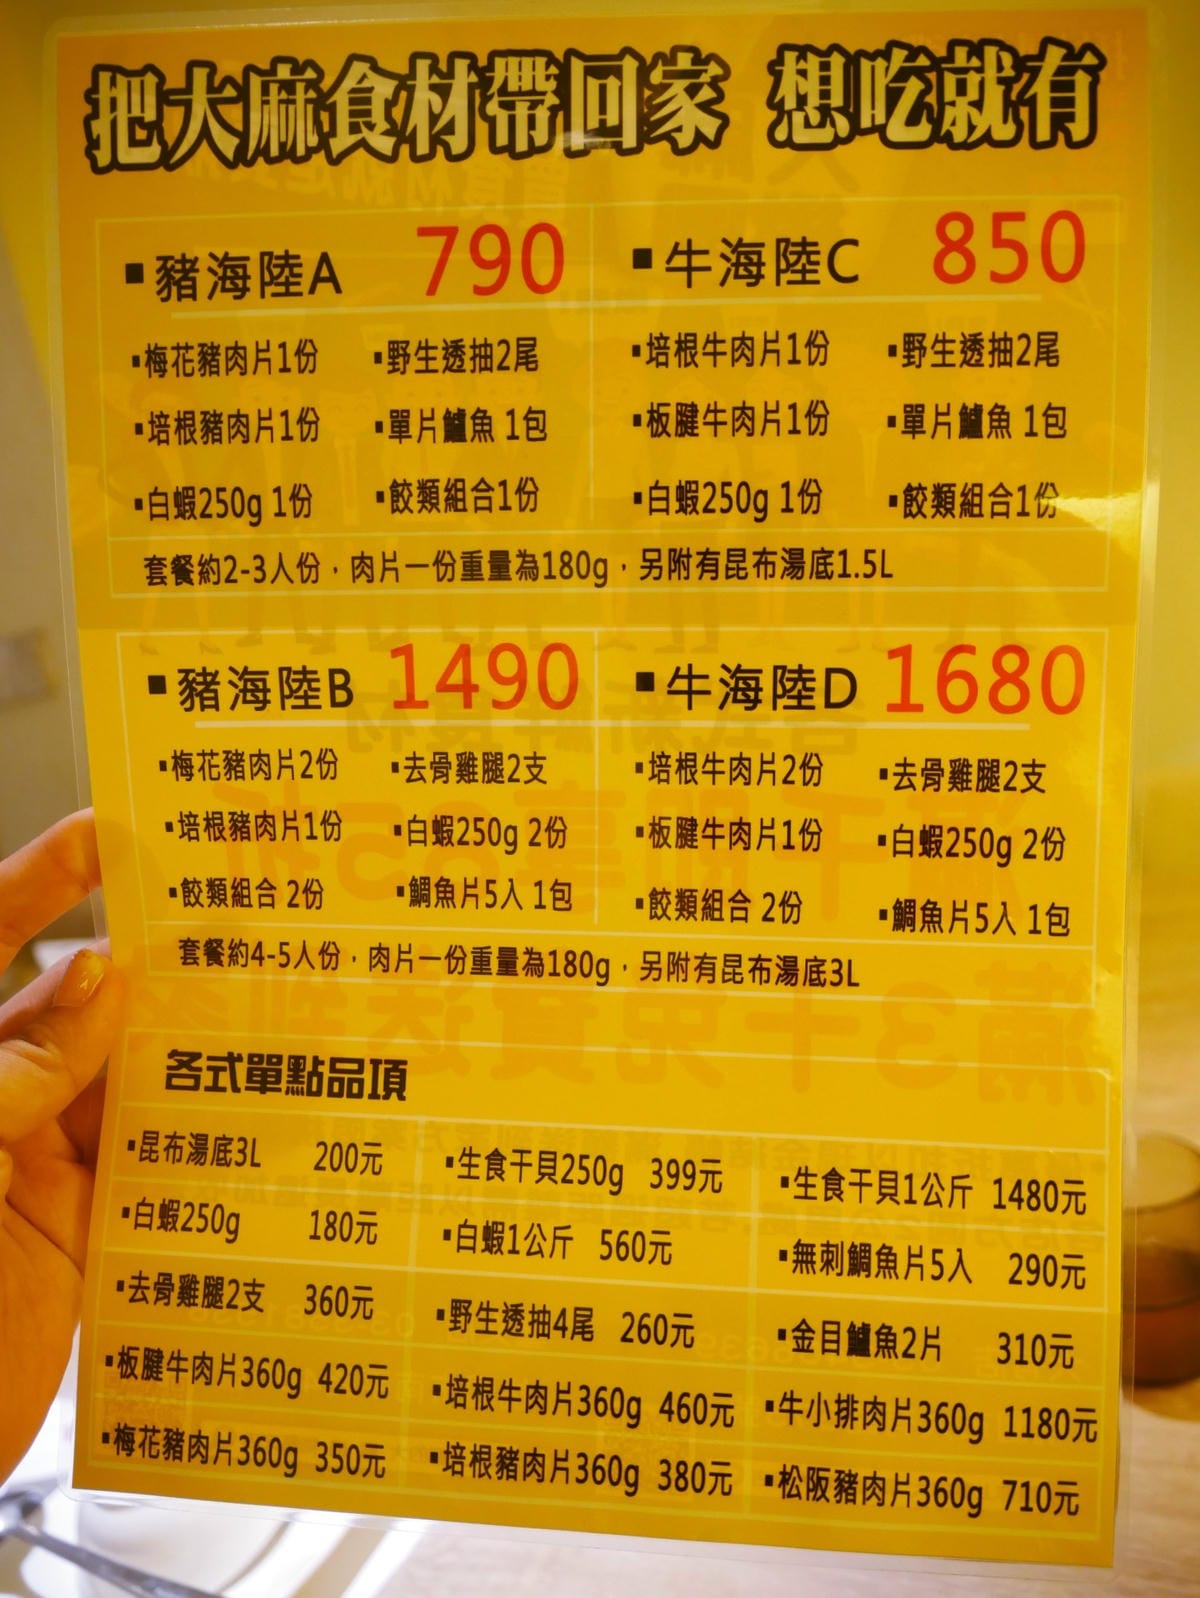 把大麻食材帶回家 想吃就有
▪豬海陸A 790
▪梅花豬肉片1份 ▪野生透抽2尾
▪培根豬肉片1份 ▪單片鱸魚 1包
▪白蝦250g 1份 ▪餃類組合1份
▪牛海陸C 850
▪培根牛肉片1份 ▪野生透抽2尾
▪板腱牛肉片1份 ▪單片鱸魚 1包
▪白蝦250g 1份 ▪餃類組合1份
套餐約2-3人份，肉片一份重量為180g，另附有昆布湯底1.5L
▪豬海陸B 1490
▪梅花豬肉片2份 ▪去骨雞腿2支
▪培根豬肉片1份 ▪白蝦250g 2份
▪餃類組合 2份 ▪鯛魚片5入 1包
▪牛海陸D 1680
▪培根牛肉片2份 ▪去骨雞腿2支
▪板腱牛肉片1份 ▪白蝦250g 2份
▪餃類組合 2份 ▪鯛魚片5入 1包
套餐約4-5人份，肉片一份重量為180g，另附有昆布湯底3L
各式單點品項
▪昆布湯底3L 200元 ▪生食干貝250g 399元 ▪生食干貝1公斤 1480元
▪白蝦250g 180元 ▪白蝦1公斤 560元 ▪無刺鯛魚片5入 290元
▪去骨雞腿2支 360元 ▪野生透抽4尾 260元 ▪金目鱸魚2片 310元
▪板腱牛肉片360g 420元 ▪培根牛肉片360g 460元 ▪牛小排肉片360g 1180元
▪梅花豬肉片360g 350元 ▪培根豬肉片360g 380元 ▪松阪豬肉片360g 710元